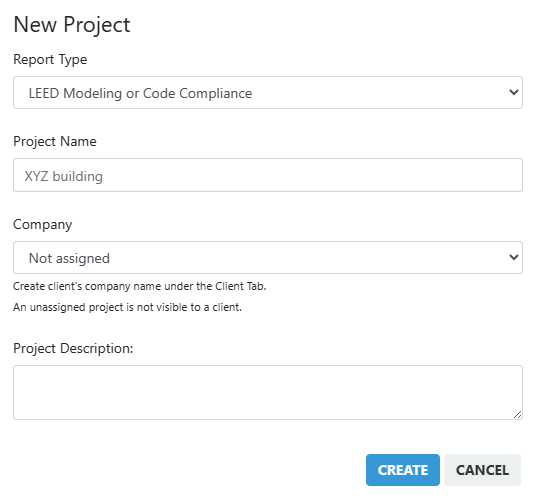 New Project
Report Type
LEED Modeling or Code Compliance
Project Name
XYZ building
Company
Not assigned
Create client's company name under the Client Tab.
An unassigned project is not visible to a client.
Project Description:
CREATE CANCEL